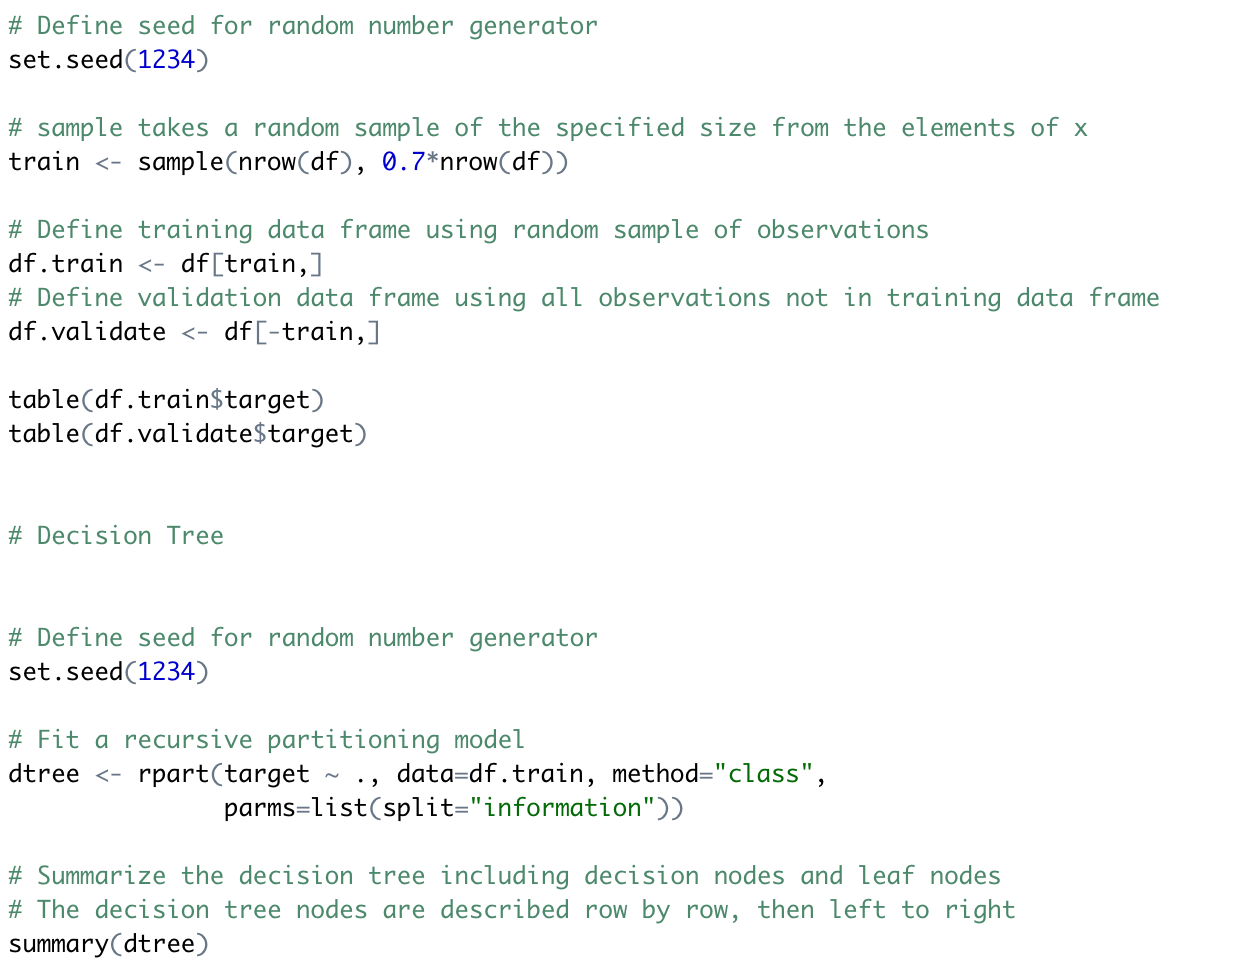 # Define seed for random number generator
set.seed(1234)
# sample takes a random sample of the specified size from the elements of x
train <- sample(nrow(df), 0.7*nrow(df))
# Define training data frame using random sample of observations
df.train <- df[train,]
# Define validation data frame using all observations not in training data frame
df.validate <- df[-train,]
table(df.train$target)
table(df.validate$target)
# Decision Tree
# Define seed for random number generator
set.seed(1234)
# Fit a recursive partitioning model
dtree <- rpart(target ~ ., data=df.train, method="class",
               parms=list(split="information"))
# Summarize the decision tree including decision nodes and leaf nodes
# The decision tree nodes are described row by row, then left to right
summary(dtree)